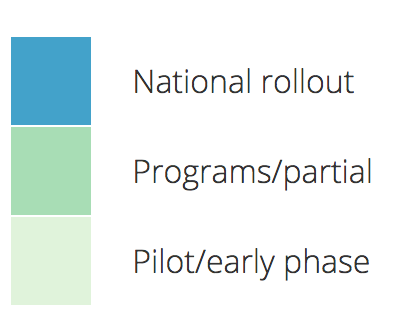 National rollout
Programs/partial
Pilot/early phase